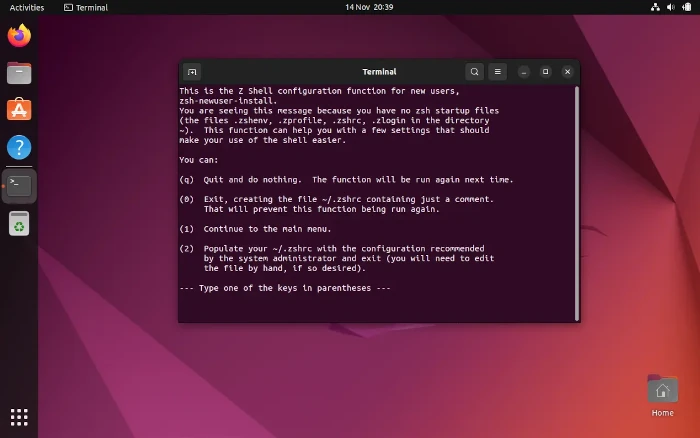 Activities
Terminal
14 Nov 20:39
Terminal
This is the Z Shell configuration function for new users,
zsh-newuser-install.
You are seeing this message because you have no zsh startup files
(the files .zshenv, .zprofile, .zshrc, .zlogin in the directory
~).  This function can help you with a few settings that should
make your use of the shell easier.
You can:
(q)  Quit and do nothing.  The function will be run again next time.
(0)  Exit, creating the file ~/.zshrc containing just a comment.
That will prevent this function being run again.
(1)  Continue to the main menu.
(2)  Populate your ~/.zshrc with the configuration recommended
by the system administrator and exit (you will need to edit
the file by hand, if so desired).
--- Type one of the keys in parentheses ---
Home